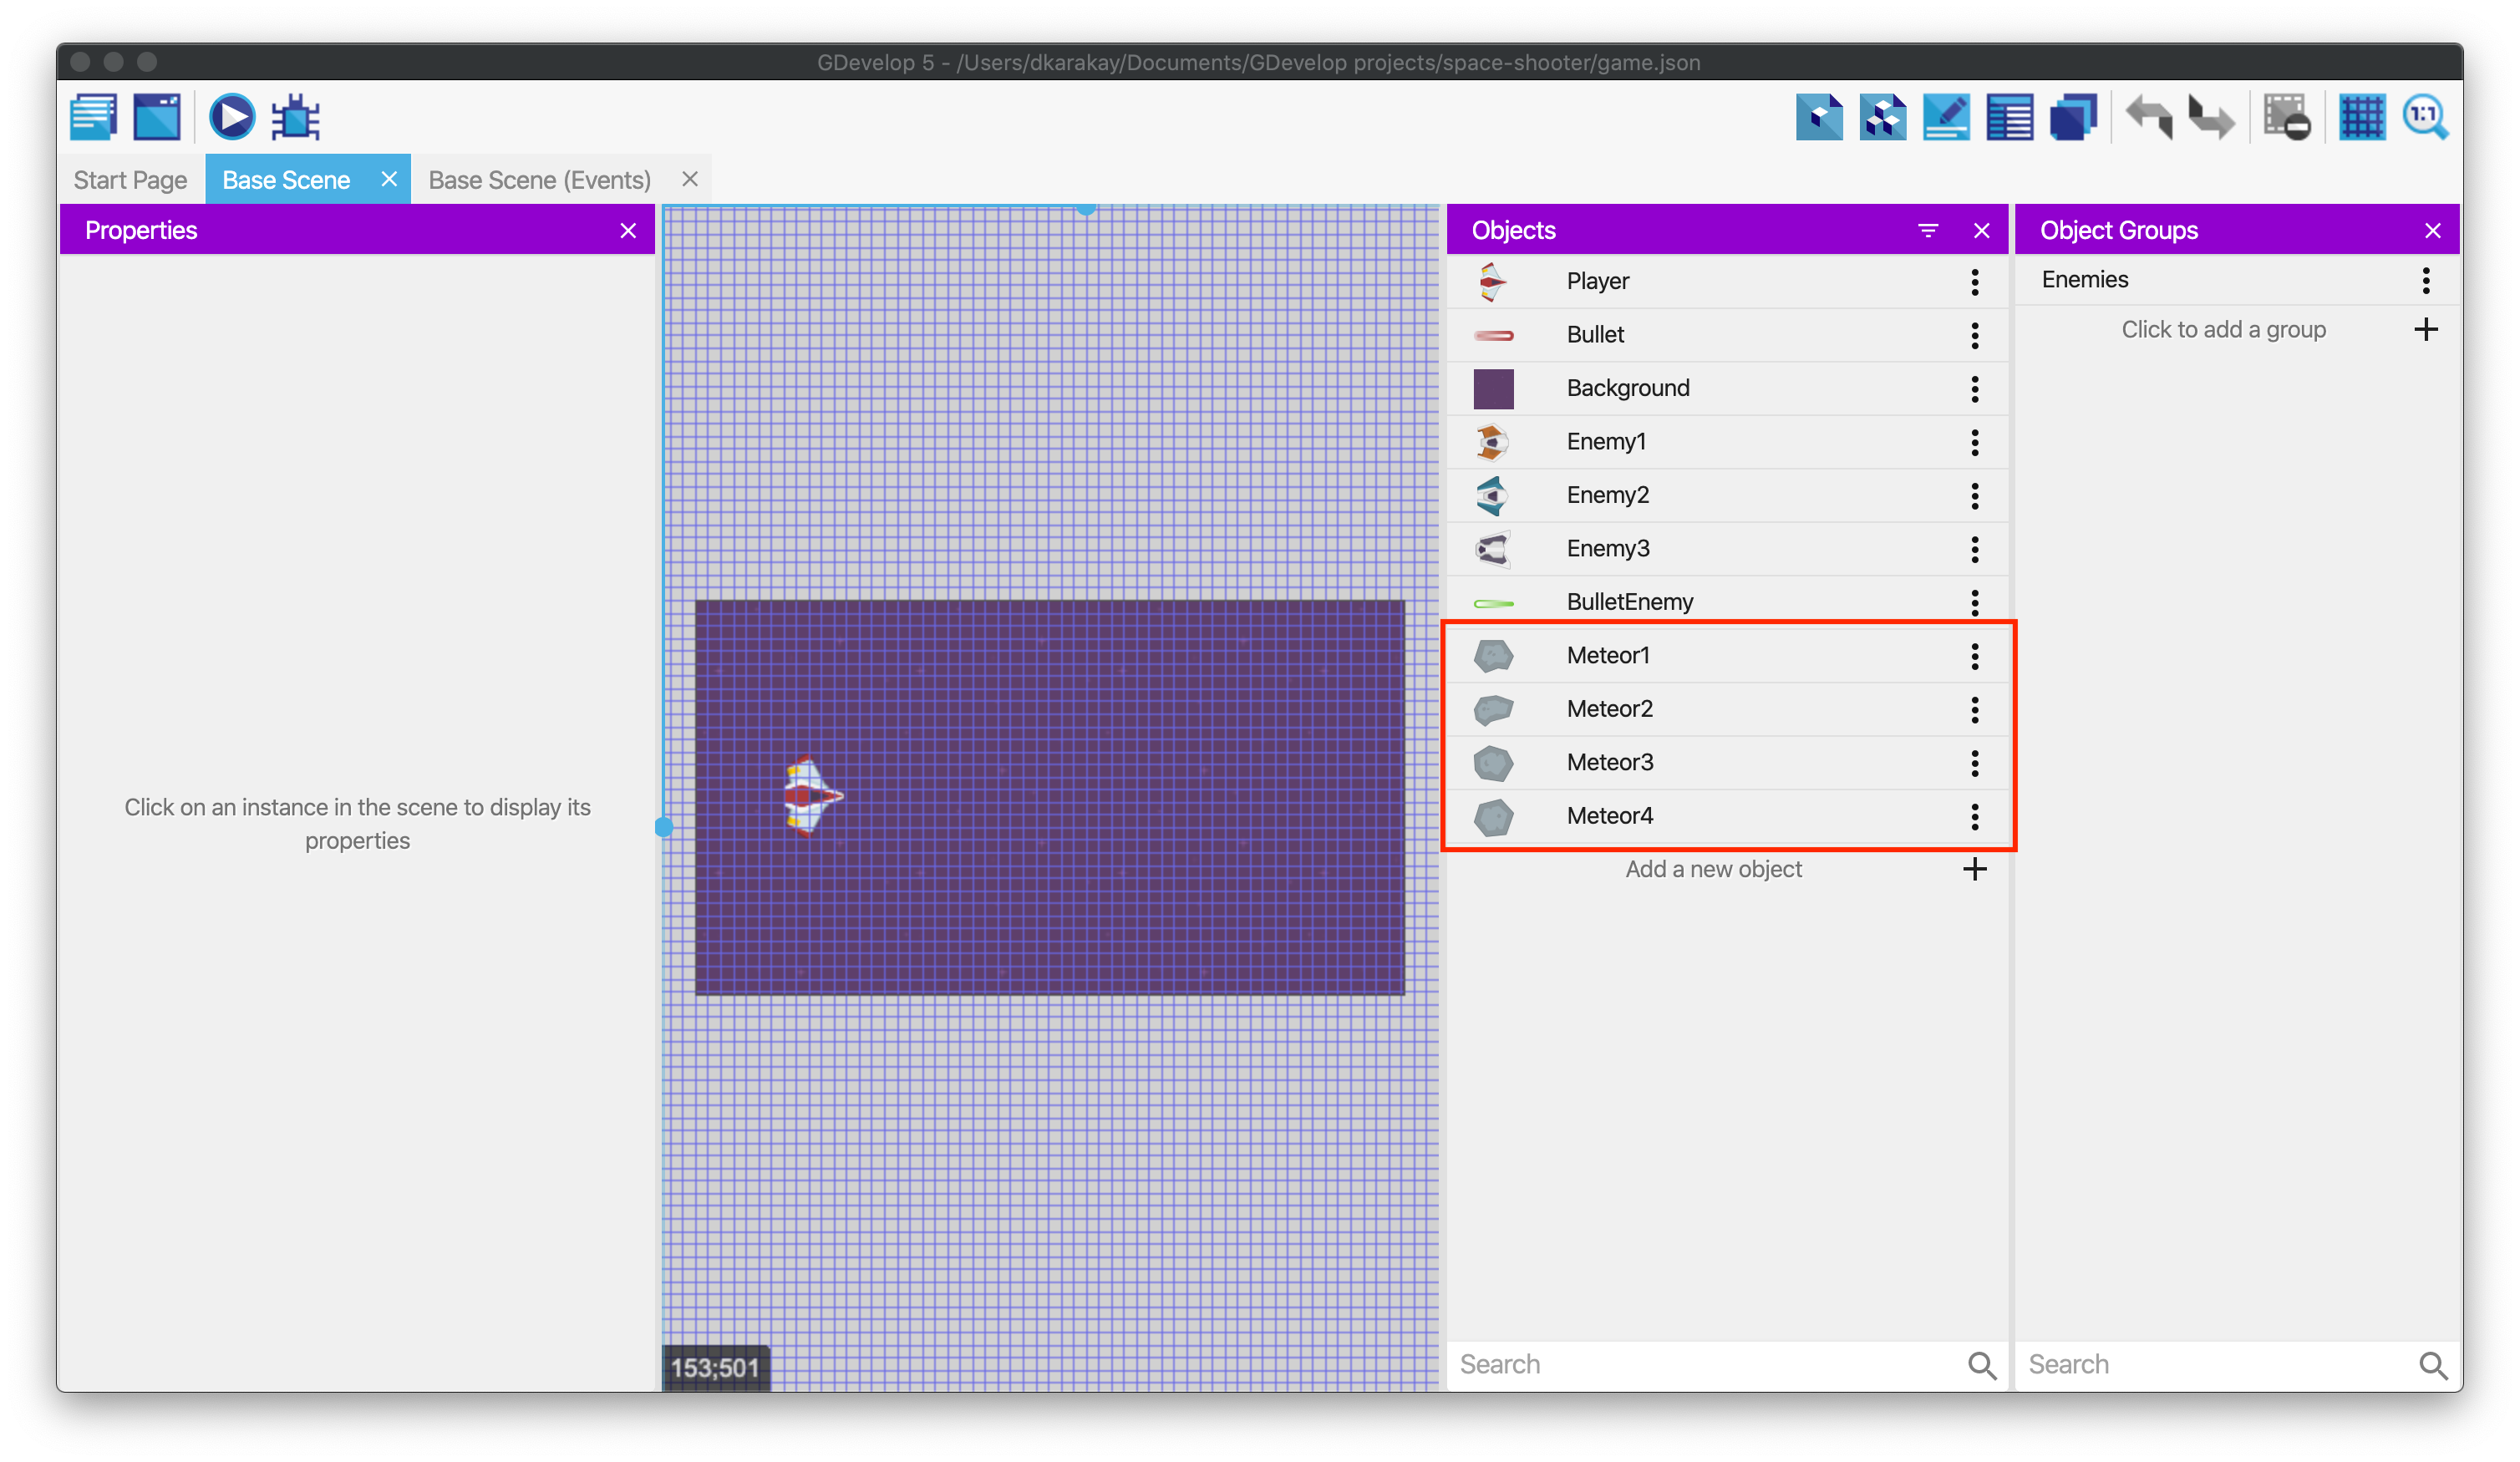 GDevelop 5 - /Users/dkarakay/Documents/GDevelop projects/space-shooter/game.json
1:1
Start Page
Base Scene
Base Scene (Events)
Properties
Click on an instance in the scene to display its
properties
153;501
Objects
Player
Bullet
Background
Enemy1
Enemy2
Enemy3
BulletEnemy
Meteor1
Meteor2
Meteor3
Meteor4
Add a new object
Search
Object Groups
Enemies
Click to add a group
Search